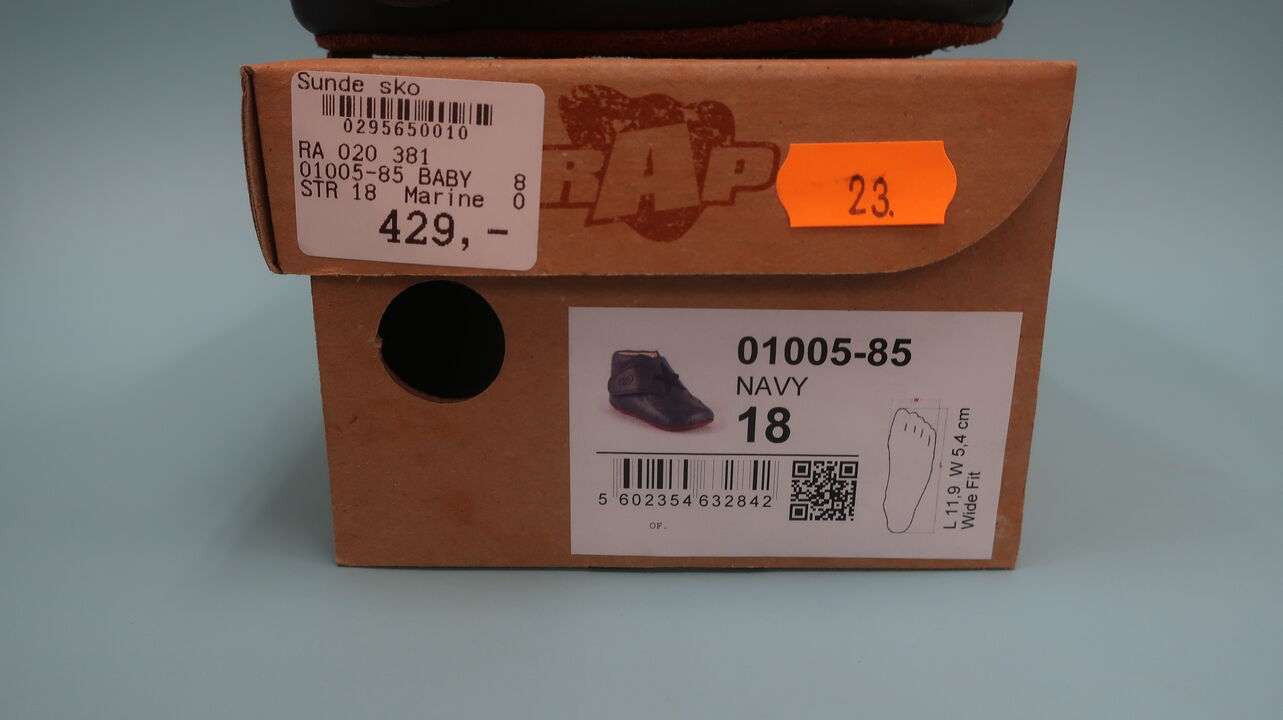 Sunde sko
0295650010
RA 020 381
01005-85 BABY 8
STR 18 Marine 0
429,-
RAP
23.
01005-85
NAVY
18
5 602354 632842
OF.
L 11,9 W 5,4 cm
Wide Fit